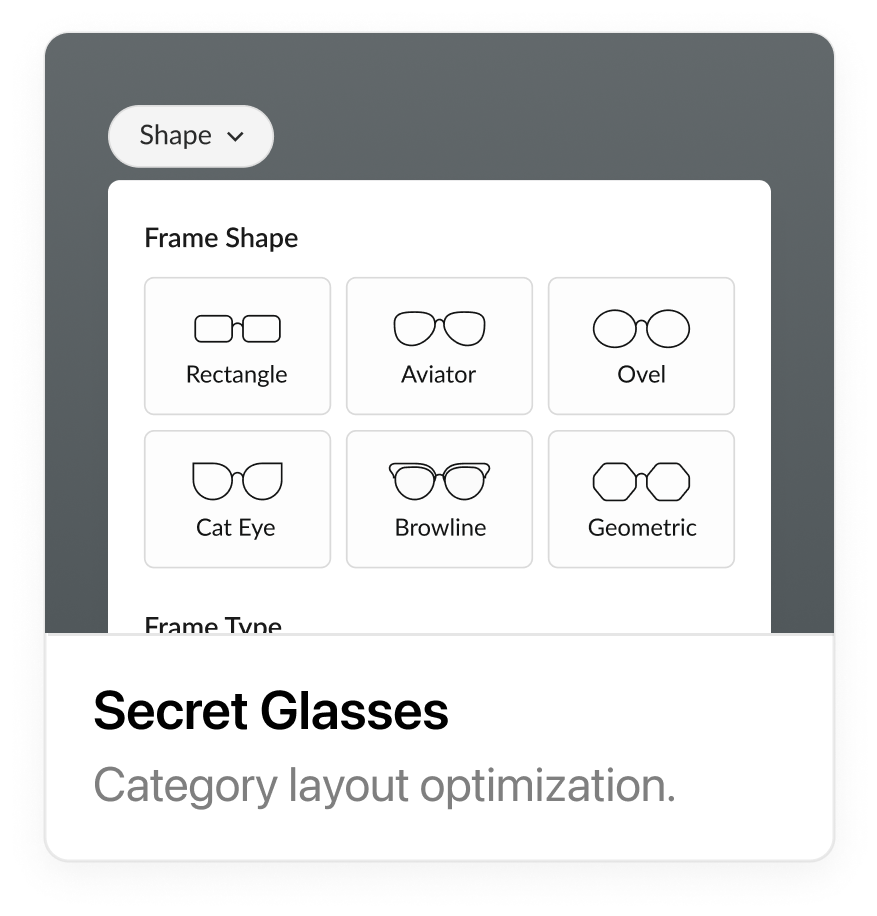 Shape
Frame Shape
Rectangle Aviator Ovel
Cat Eye Browline Geometric
Frame Type
Secret Glasses
Category layout optimization.